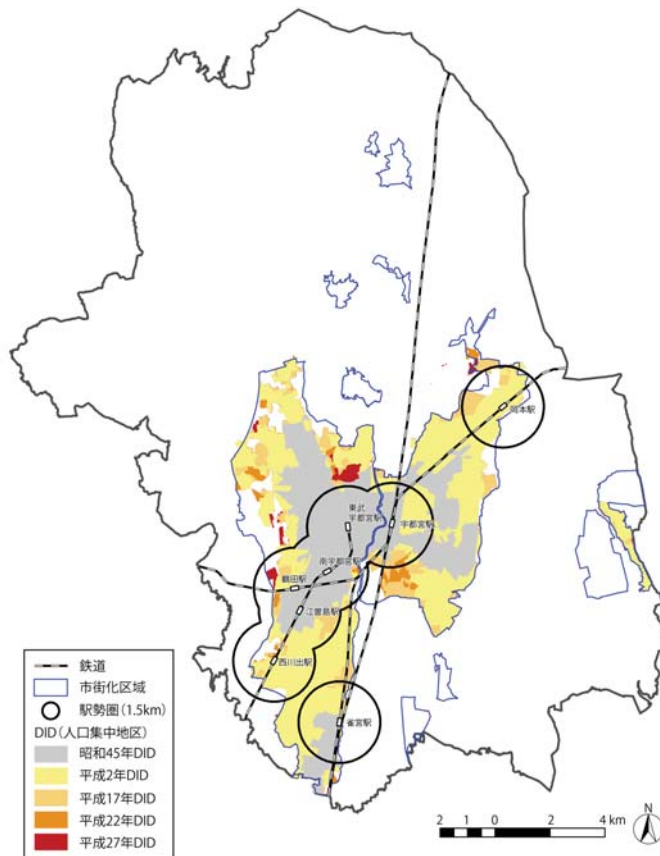 岡本駅
東武
宇都宮駅
宇都宮駅
南宇都宮駅
鶴田駅
江曽島駅
西川田駅
雀宮駅
鉄道
市街化区域
駅勢圏(1.5km)
DID(人口集中地区)
昭和45年DID
平成2年DID
平成17年DID
平成22年DID
平成27年DID
2 1 0 2 4 km
N